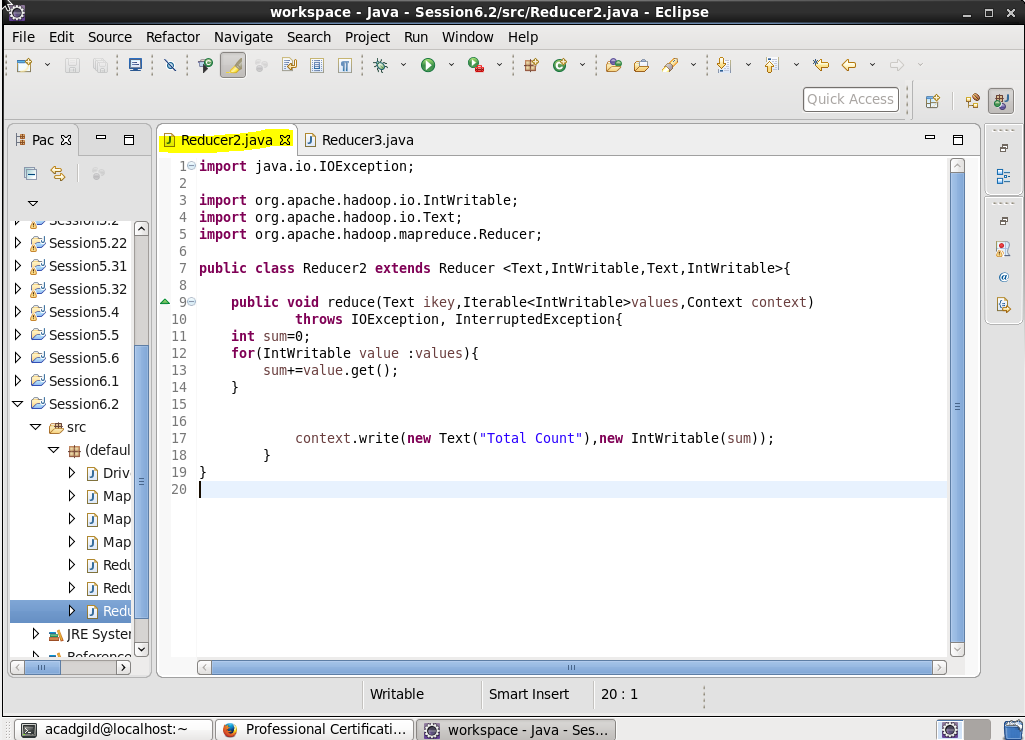 workspace - Java - Session6.2/src/Reducer2.java - Eclipse
File Edit Source Refactor Navigate Search Project Run Window Help
Quick Access
Pac
Reducer2.java
Reducer3.java
Session5.2
Session5.22
Session5.31
Session5.32
Session5.4
Session5.5
Session5.6
Session6.1
Session6.2
src
(defaul
Driv
Map
Map
Map
Redu
Redu
Redu
JRE Syster
Reference
1 import java.io.IOException;
2
3 import org.apache.hadoop.io.IntWritable;
4 import org.apache.hadoop.io.Text;
5 import org.apache.hadoop.mapreduce.Reducer;
6
7 public class Reducer2 extends Reducer <Text,IntWritable,Text,IntWritable>{
8
9 public void reduce(Text ikey,Iterable<IntWritable>values,Context context)
10 throws IOException, InterruptedException{
11 int sum=0;
12 for(IntWritable value :values){
13 sum+=value.get();
14 }
15
16
17 context.write(new Text("Total Count"),new IntWritable(sum));
18 }
19 }
20
Writable Smart Insert 20 : 1
acadgild@localhost:~ Professional Certificati... workspace - Java - Ses...